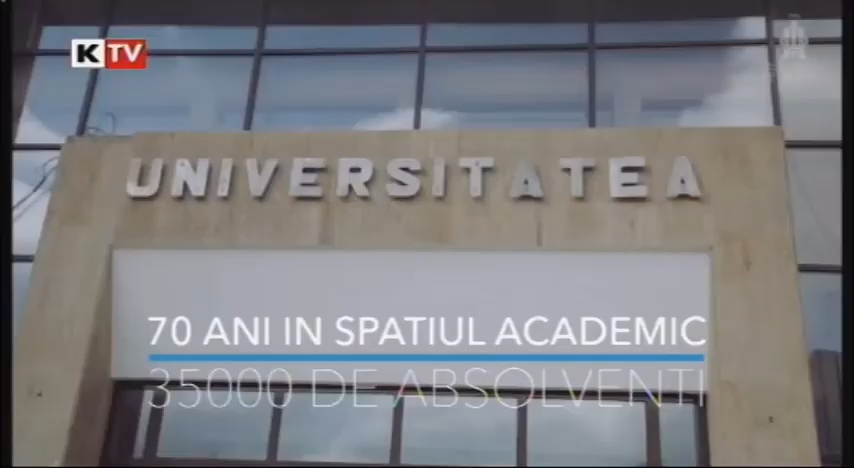 KTV
UNIVERSITATEA
70 ANI IN SPATIUL ACADEMIC
35000 DE ABSOLVENTI